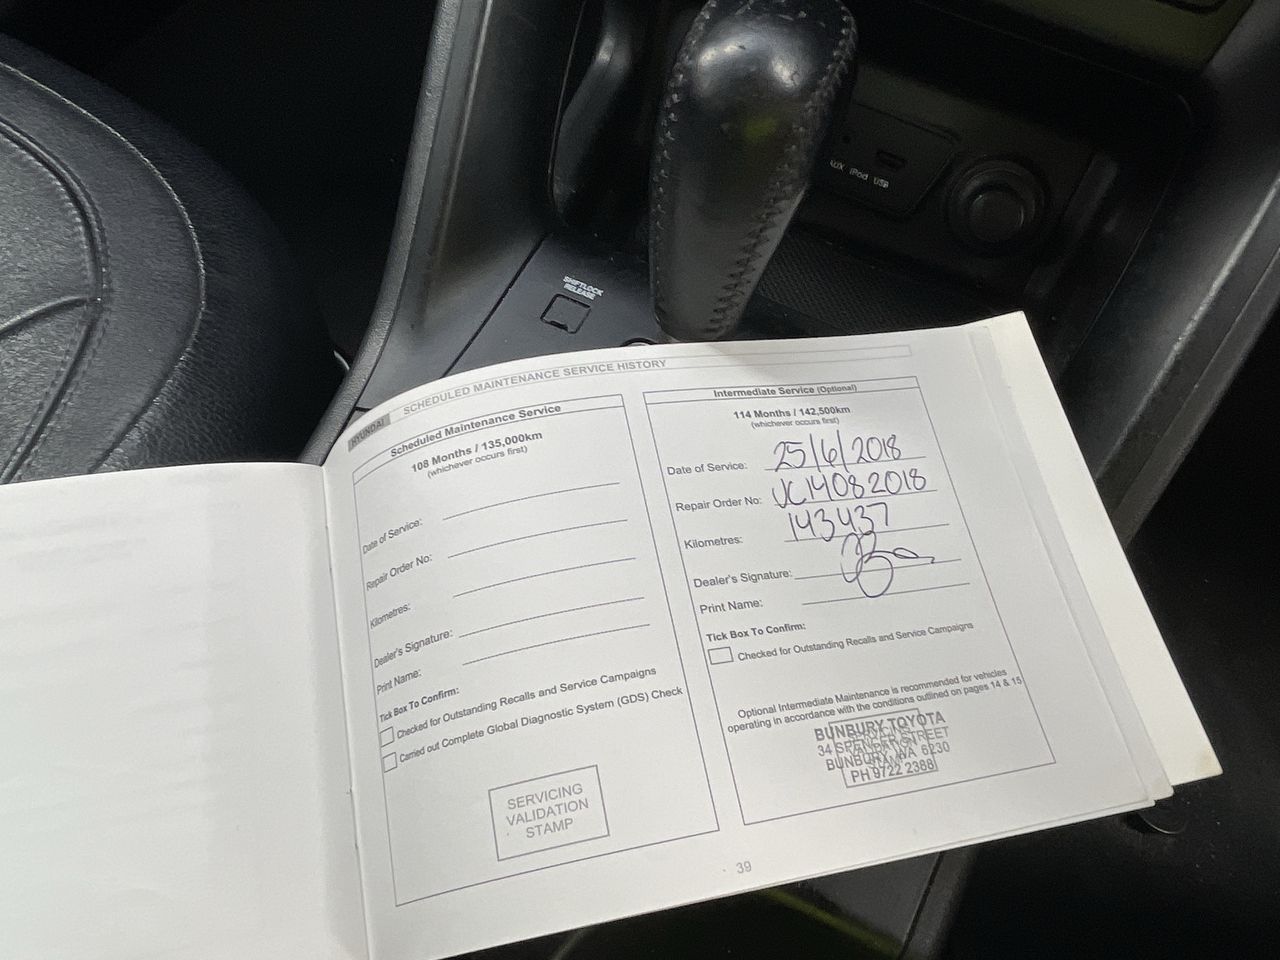 AUX iPod USB
SHIFTLOCK
RELEASE
HYUNDAI SCHEDULED MAINTENANCE SERVICE HISTORY
Scheduled Maintenance Service
108 Months / 135,000km
(whichever occurs first)
Date of Service:
Repair Order No:
Kilometres:
Dealer's Signature:
Print Name:
Tick Box To Confirm:
Checked for Outstanding Recalls and Service Campaigns
Carried out Complete Global Diagnostic System (GDS) Check
SERVICING
VALIDATION
STAMP
Intermediate Service (Optional)
114 Months / 142,500km
(whichever occurs first)
Date of Service: 25/6/2018
Repair Order No: UC14082018
Kilometres: 143437
Dealer's Signature:
Print Name:
Tick Box To Confirm:
Checked for Outstanding Recalls and Service Campaigns
Optional Intermediate Maintenance is recommended for vehicles
operating in accordance with the conditions outlined on pages 14 & 15
BUNBURY TOYOTA
34 STREET
BUNBURY WA 6230
PH 9722 2388
39